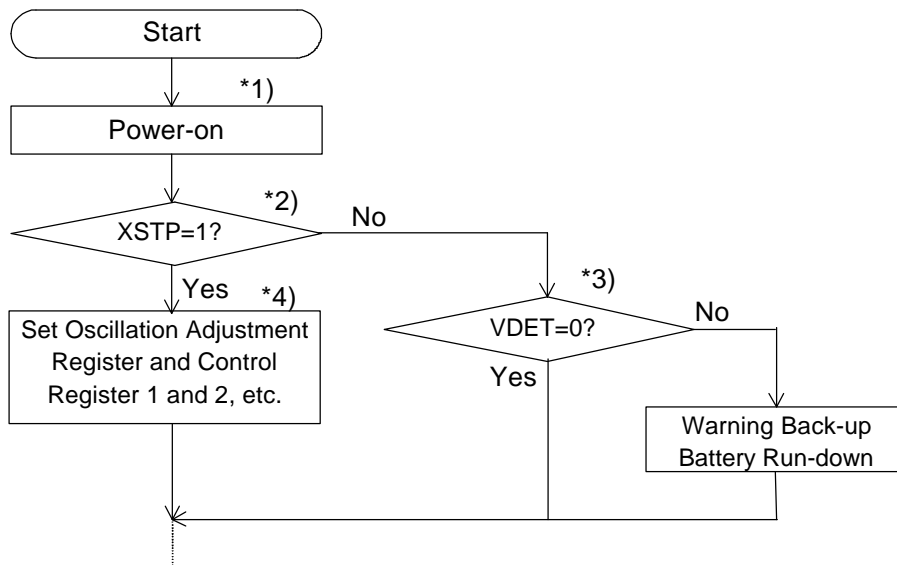 Start
*1)
Power-on
*2)
XSTP=1?
No
Yes
*4)
Set Oscillation Adjustment
Register and Control
Register 1 and 2, etc.
*3)
VDET=0?
No
Yes
Warning Back-up
Battery Run-down